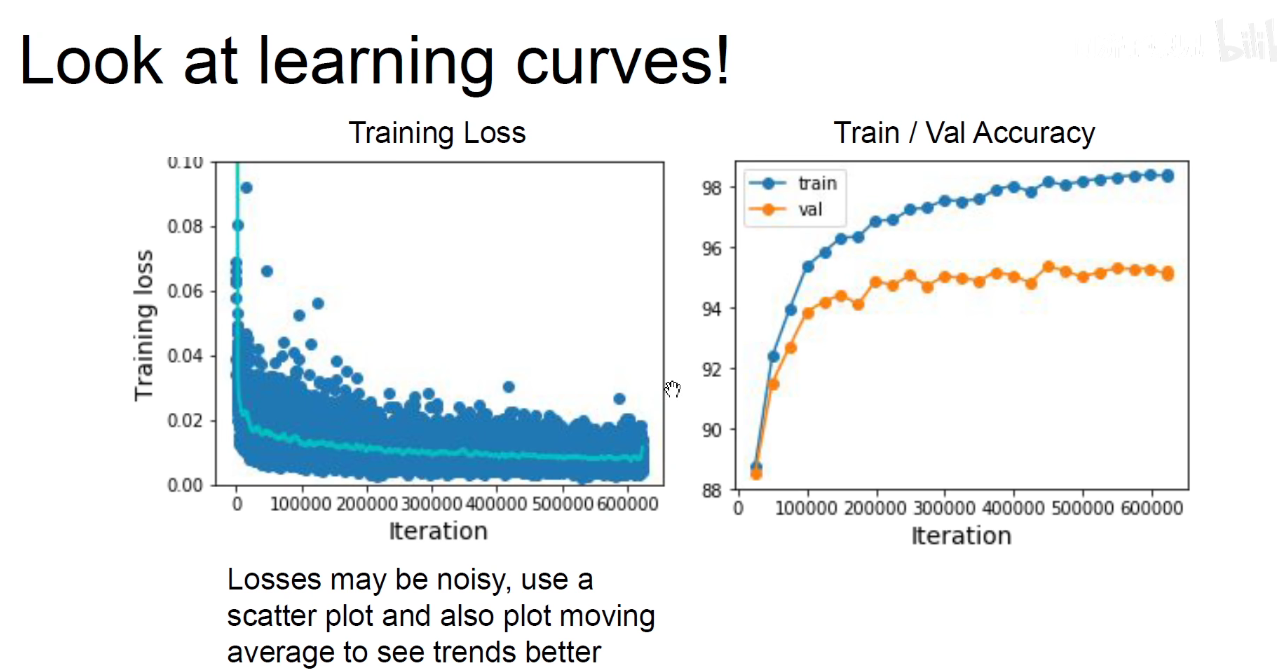 Look at learning curves!
Training Loss
Train / Val Accuracy
0.10
0.08
0.06
0.04
0.02
0.00
Training loss
0 100000 200000 300000 400000 500000 600000
Iteration
train
val
98
96
94
92
90
88
0 100000 200000 300000 400000 500000 600000
Iteration
Losses may be noisy, use a
scatter plot and also plot moving
average to see trends better